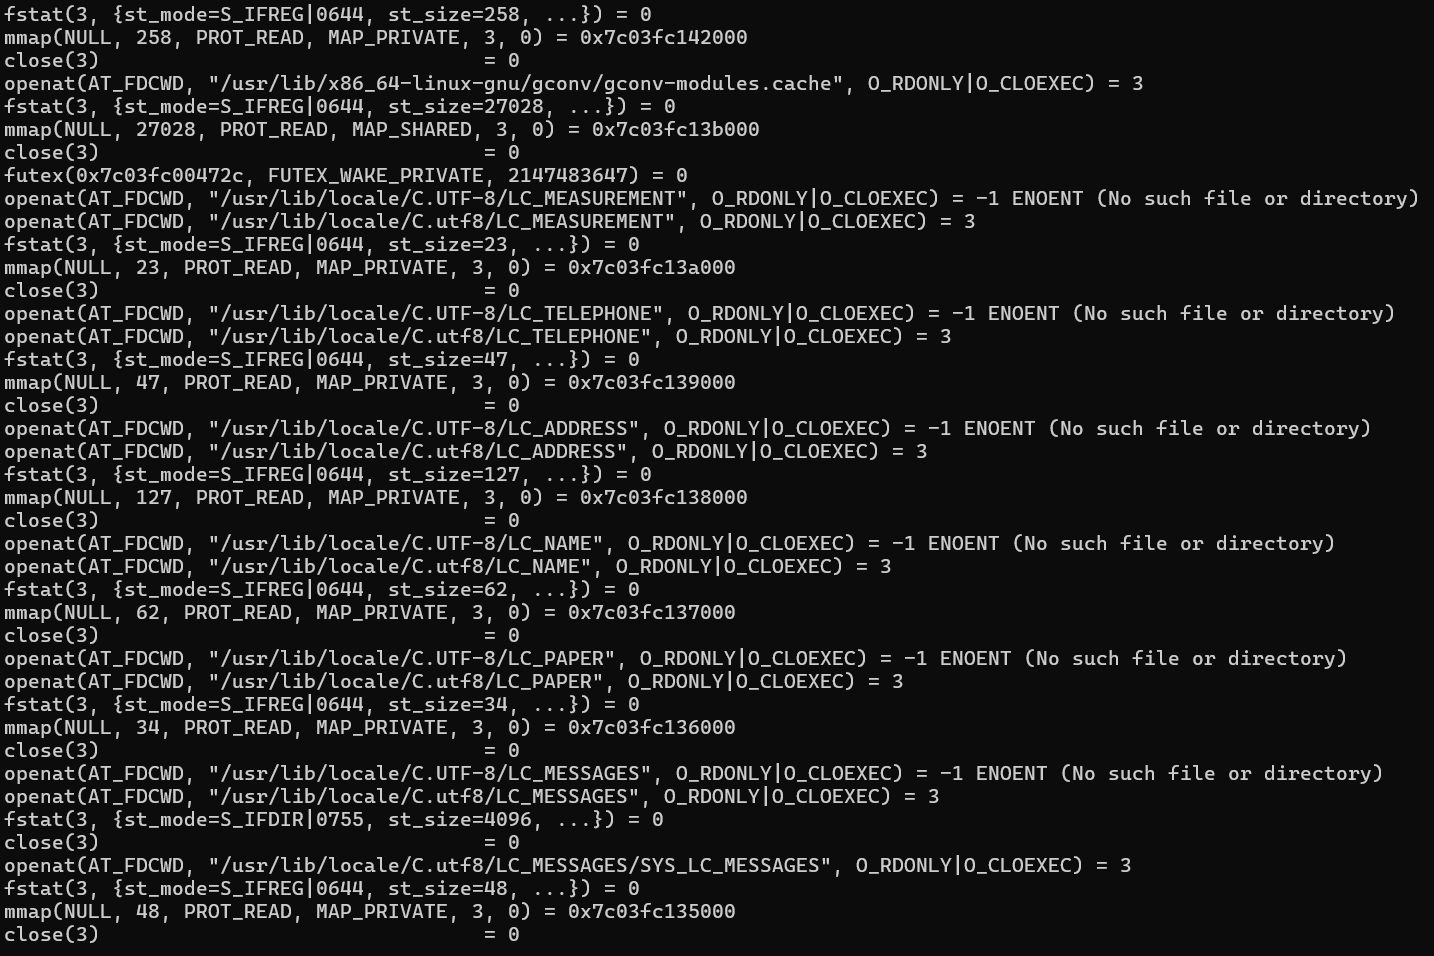 fstat(3, {st_mode=S_IFREG|0644, st_size=258, ...}) = 0
mmap(NULL, 258, PROT_READ, MAP_PRIVATE, 3, 0) = 0x7c03fc142000
close(3)                                = 0
openat(AT_FDCWD, "/usr/lib/x86_64-linux-gnu/gconv/gconv-modules.cache", O_RDONLY|O_CLOEXEC) = 3
fstat(3, {st_mode=S_IFREG|0644, st_size=27028, ...}) = 0
mmap(NULL, 27028, PROT_READ, MAP_SHARED, 3, 0) = 0x7c03fc13b000
close(3)                                = 0
futex(0x7c03fc00472c, FUTEX_WAKE_PRIVATE, 2147483647) = 0
openat(AT_FDCWD, "/usr/lib/locale/C.UTF-8/LC_MEASUREMENT", O_RDONLY|O_CLOEXEC) = -1 ENOENT (No such file or directory)
openat(AT_FDCWD, "/usr/lib/locale/C.utf8/LC_MEASUREMENT", O_RDONLY|O_CLOEXEC) = 3
fstat(3, {st_mode=S_IFREG|0644, st_size=23, ...}) = 0
mmap(NULL, 23, PROT_READ, MAP_PRIVATE, 3, 0) = 0x7c03fc13a000
close(3)                                = 0
openat(AT_FDCWD, "/usr/lib/locale/C.UTF-8/LC_TELEPHONE", O_RDONLY|O_CLOEXEC) = -1 ENOENT (No such file or directory)
openat(AT_FDCWD, "/usr/lib/locale/C.utf8/LC_TELEPHONE", O_RDONLY|O_CLOEXEC) = 3
fstat(3, {st_mode=S_IFREG|0644, st_size=47, ...}) = 0
mmap(NULL, 47, PROT_READ, MAP_PRIVATE, 3, 0) = 0x7c03fc139000
close(3)                                = 0
openat(AT_FDCWD, "/usr/lib/locale/C.UTF-8/LC_ADDRESS", O_RDONLY|O_CLOEXEC) = -1 ENOENT (No such file or directory)
openat(AT_FDCWD, "/usr/lib/locale/C.utf8/LC_ADDRESS", O_RDONLY|O_CLOEXEC) = 3
fstat(3, {st_mode=S_IFREG|0644, st_size=127, ...}) = 0
mmap(NULL, 127, PROT_READ, MAP_PRIVATE, 3, 0) = 0x7c03fc138000
close(3)                                = 0
openat(AT_FDCWD, "/usr/lib/locale/C.UTF-8/LC_NAME", O_RDONLY|O_CLOEXEC) = -1 ENOENT (No such file or directory)
openat(AT_FDCWD, "/usr/lib/locale/C.utf8/LC_NAME", O_RDONLY|O_CLOEXEC) = 3
fstat(3, {st_mode=S_IFREG|0644, st_size=62, ...}) = 0
mmap(NULL, 62, PROT_READ, MAP_PRIVATE, 3, 0) = 0x7c03fc137000
close(3)                                = 0
openat(AT_FDCWD, "/usr/lib/locale/C.UTF-8/LC_PAPER", O_RDONLY|O_CLOEXEC) = -1 ENOENT (No such file or directory)
openat(AT_FDCWD, "/usr/lib/locale/C.utf8/LC_PAPER", O_RDONLY|O_CLOEXEC) = 3
fstat(3, {st_mode=S_IFREG|0644, st_size=34, ...}) = 0
mmap(NULL, 34, PROT_READ, MAP_PRIVATE, 3, 0) = 0x7c03fc136000
close(3)                                = 0
openat(AT_FDCWD, "/usr/lib/locale/C.UTF-8/LC_MESSAGES", O_RDONLY|O_CLOEXEC) = -1 ENOENT (No such file or directory)
openat(AT_FDCWD, "/usr/lib/locale/C.utf8/LC_MESSAGES", O_RDONLY|O_CLOEXEC) = 3
fstat(3, {st_mode=S_IFDIR|0755, st_size=4096, ...}) = 0
close(3)                                = 0
openat(AT_FDCWD, "/usr/lib/locale/C.utf8/LC_MESSAGES/SYS_LC_MESSAGES", O_RDONLY|O_CLOEXEC) = 3
fstat(3, {st_mode=S_IFREG|0644, st_size=48, ...}) = 0
mmap(NULL, 48, PROT_READ, MAP_PRIVATE, 3, 0) = 0x7c03fc135000
close(3)                                = 0